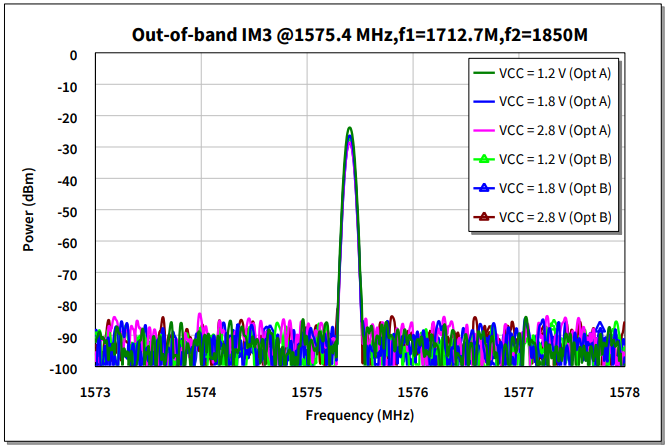 Out-of-band IM3 @1575.4 MHz,f1=1712.7M,f2=1850M
VCC = 1.2 V (Opt A)
VCC = 1.8 V (Opt A)
VCC = 2.8 V (Opt A)
VCC = 1.2 V (Opt B)
VCC = 1.8 V (Opt B)
VCC = 2.8 V (Opt B)
Power (dBm)
0
-10
-20
-30
-40
-50
-60
-70
-80
-90
-100
1573 1574 1575 1576 1577 1578
Frequency (MHz)